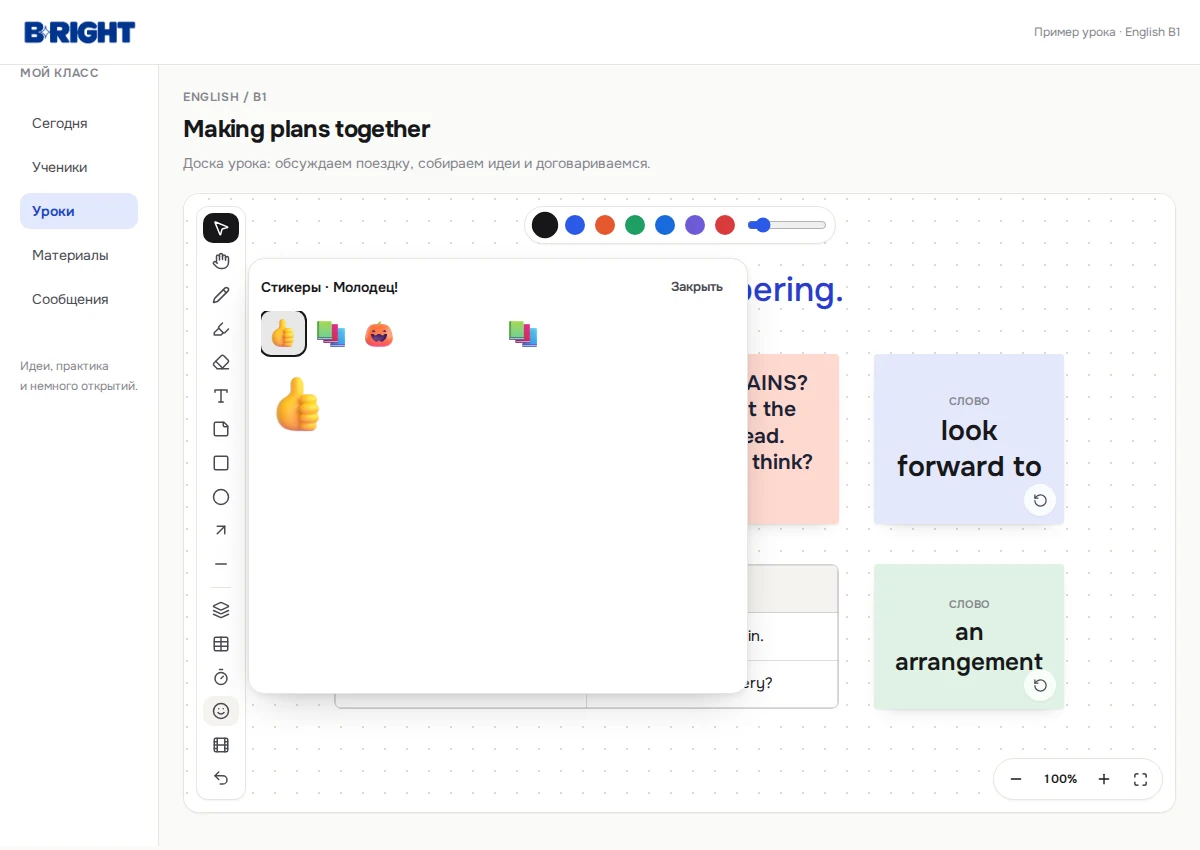 B RIGHT
Пример урока · English B1
МОЙ КЛАСС
Сегодня
Ученики
Уроки
Материалы
Сообщения
Идеи, практика
и немного открытий.
ENGLISH / B1
Making plans together
Доска урока: обсуждаем поездку, собираем идеи и договариваемся.
Стикеры · Молодец!
Закрыть
bering.
AINS?
t the
ead.
think?
СЛОВО
look
forward to
in.
ery?
СЛОВО
an
arrangement
100%